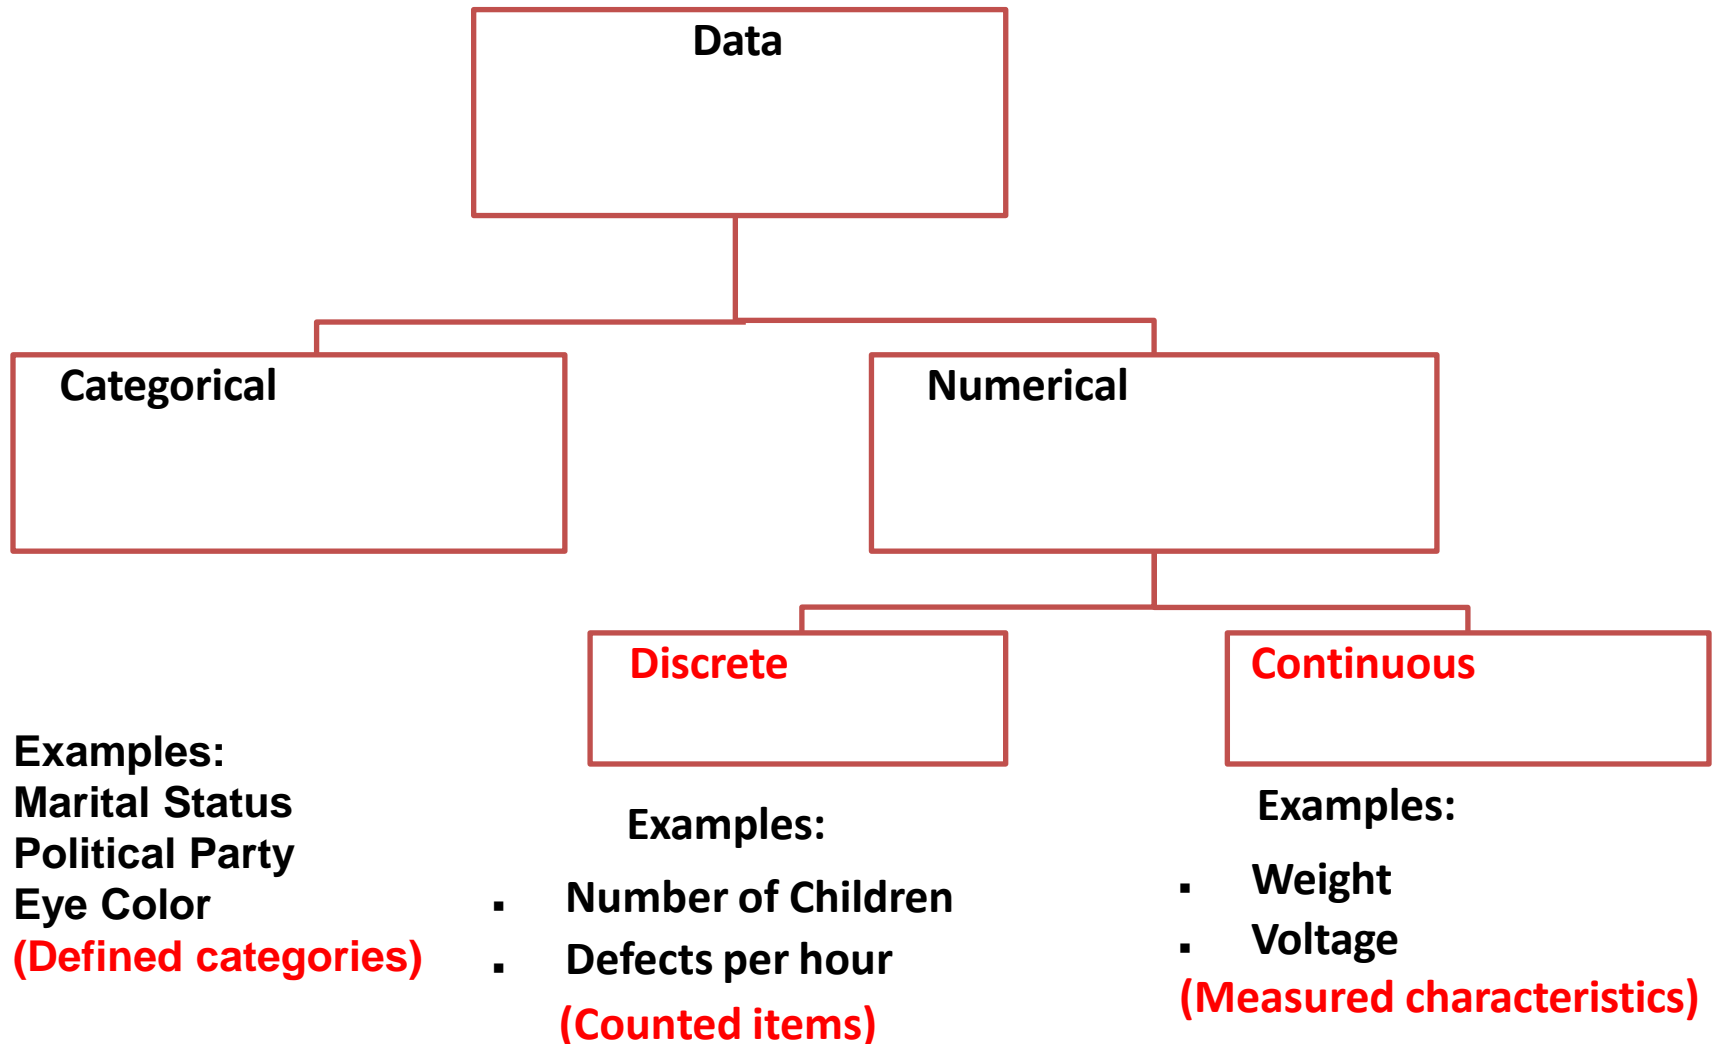 Data
Categorical
Numerical
Discrete
Continuous
Examples:
Marital Status
Political Party
Eye Color
(Defined categories)
Examples:
▪ Number of Children
▪ Defects per hour
(Counted items)
Examples:
▪ Weight
▪ Voltage
(Measured characteristics)